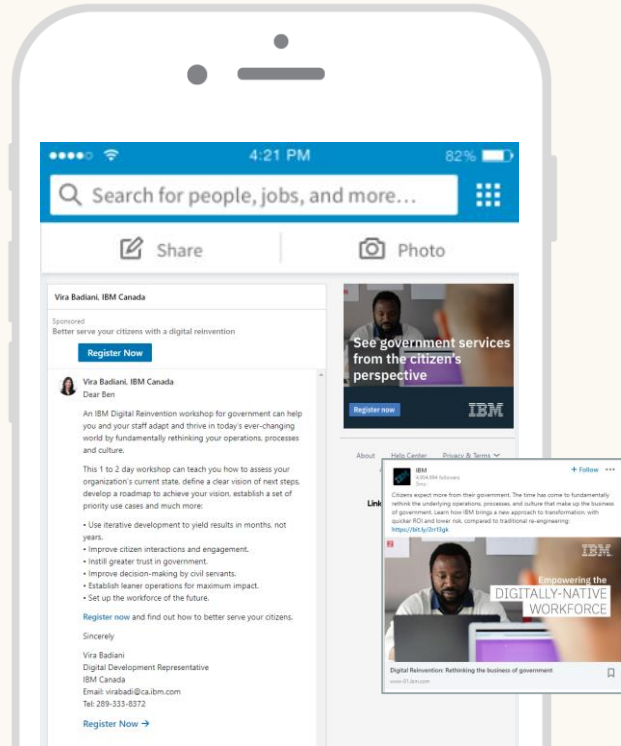 4:21 PM
82%
Search for people, jobs, and more...
Share
Photo
Vira Badiani, IBM Canada
Sponsored
Better serve your citizens with a digital reinvention
Register Now
Vira Badiani, IBM Canada
Dear Ben
An IBM Digital Reinvention workshop for government can help
you and your staff adapt and thrive in today's ever-changing
world by fundamentally rethinking your operations, processes
and culture.
This 1 to 2 day workshop can teach you how to assess your
organization's current state, define a clear vision of next steps,
develop a roadmap to achieve your vision, establish a set of
priority use cases and much more:
• Use iterative development to yield results in months, not
years.
• Improve citizen interactions and engagement.
• Instill greater trust in government.
• Improve decision-making by civil servants.
• Establish leaner operations for maximum impact.
• Set up the workforce of the future.
Register now and find out how to better serve your citizens.
Sincerely
Vira Badiani
Digital Development Representative
IBM Canada
Email: virabadi@ca.ibm.com
Tel: 289-333-8372
Register Now →
See government services
from the citizen's
perspective
Register now
IBM
About Help Center Privacy & Terms
Link
IBM
+ Follow
followers
Citizens expect more from their government. The time has come to fundamentally
rethink the underlying operations, processes, and culture that make up the business
of government. Learn how IBM brings a new approach to transformation, with
quicker ROI and lower risk, compared to traditional re-engineering:
https://bit.ly/2rr13gk
IBM
Empowering the
DIGITALLY-NATIVE
WORKFORCE
Digital Reinvention: Rethinking the business of government
www-01.ibm.com